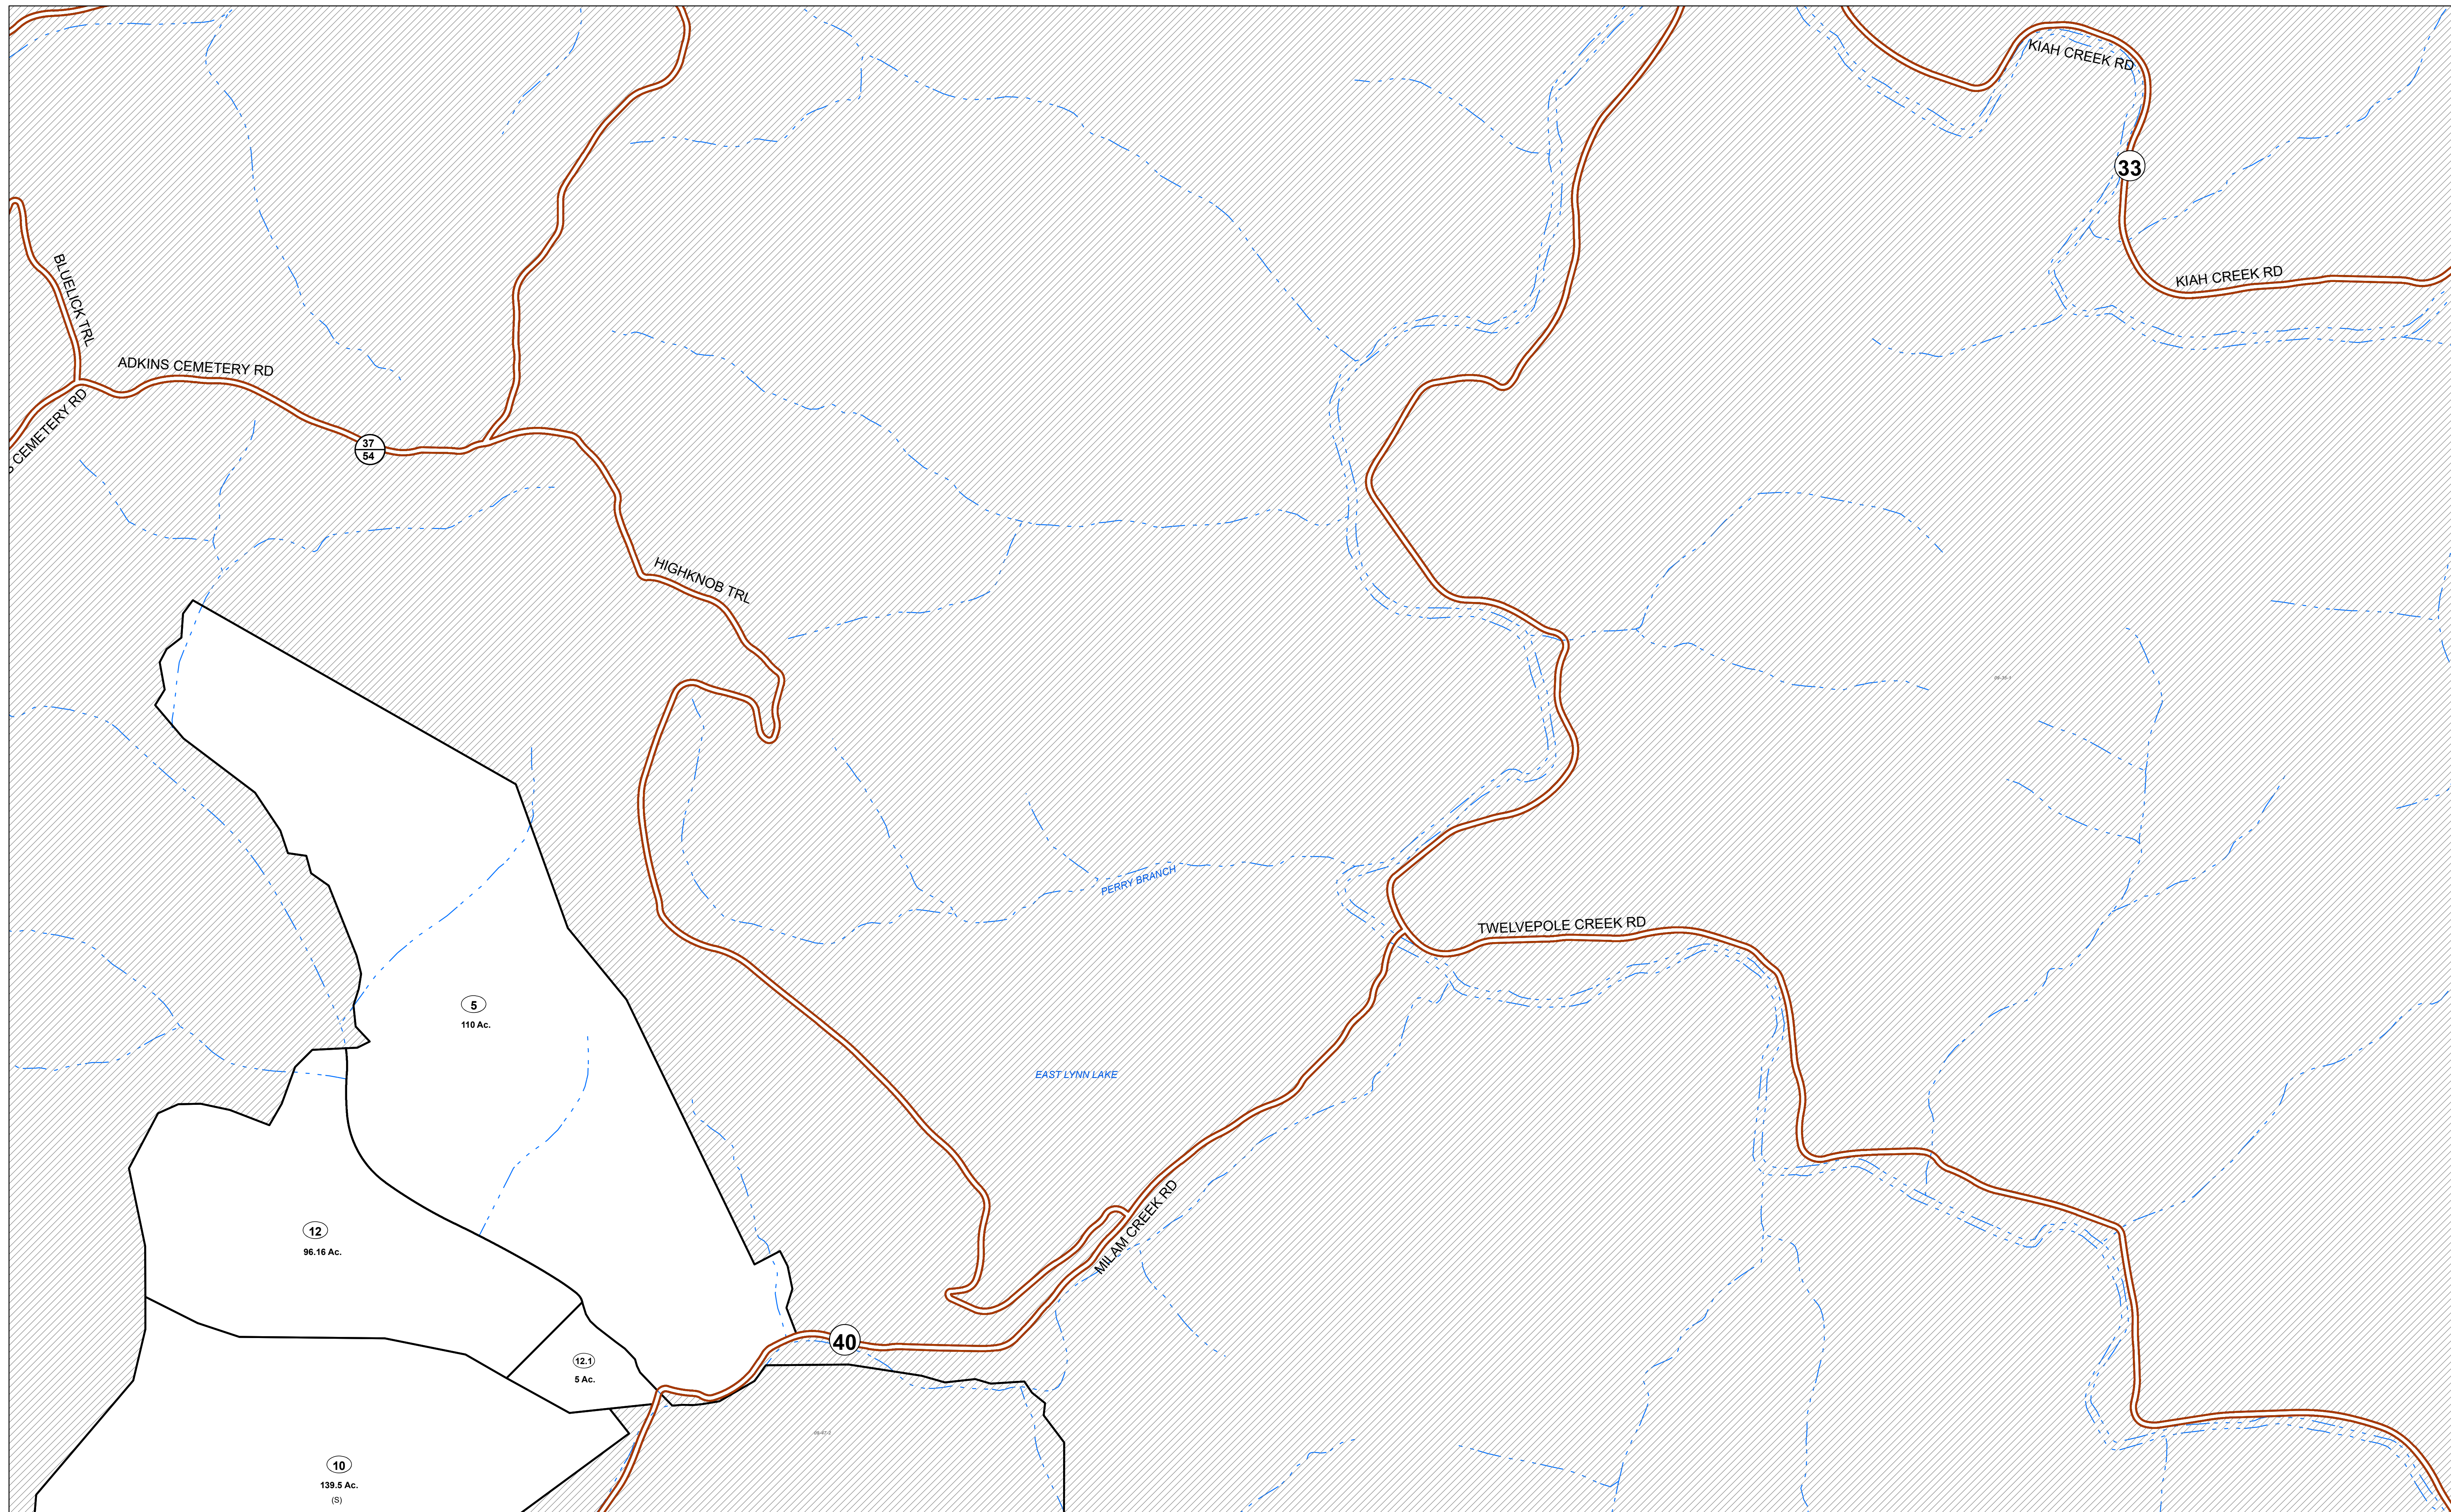 KIAH CREEK RD
33
BLUELICK TRL
KIAH CREEK RD
ADKINS CEMETERY RD
CEMETERY RD
37
54
HIGHKNOB TRL
PERRY BRANCH
TWELVEPOLE CREEK RD
5
110 Ac.
EAST LYNN LAKE
12
96.16 Ac.
MILAM CREEK RD
40
12.1
5 Ac.
10
139.5 Ac.
(S)